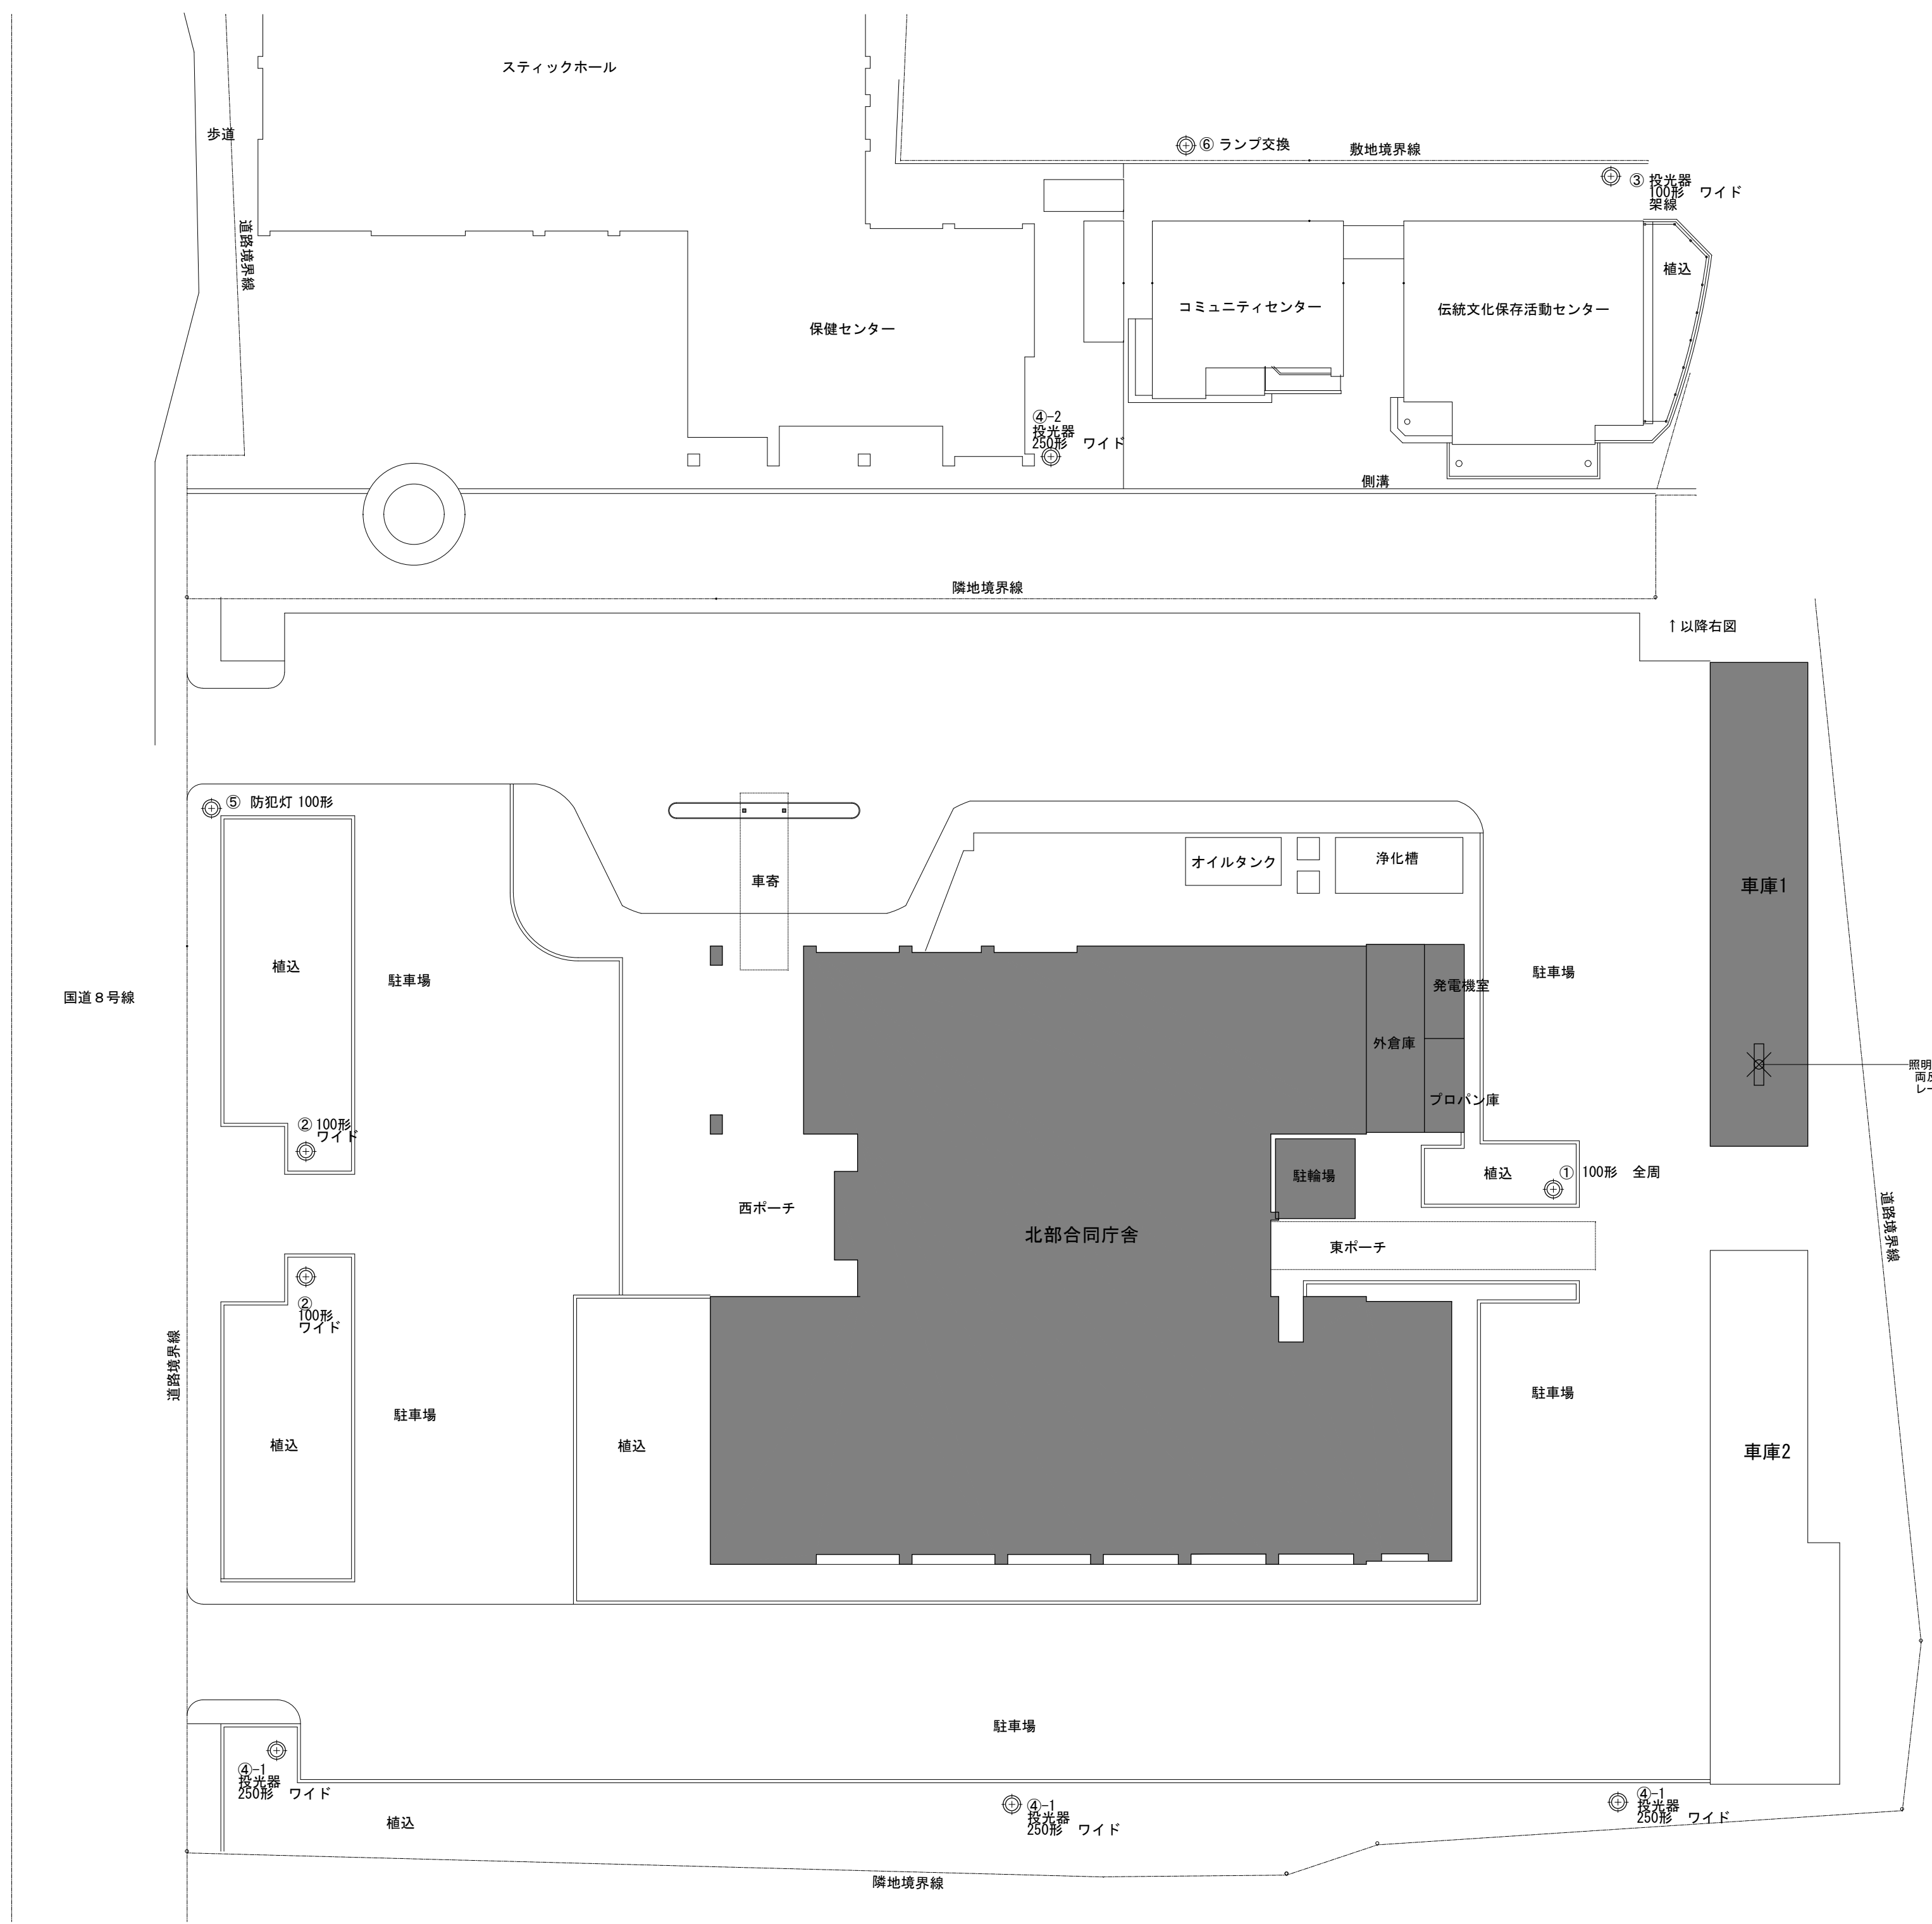 スティックホール
歩道
⑥ ランプ交換
敷地境界線
③ 投光器
100形　ワイド
架線
道路境界線
植込
コミュニティセンター
伝統文化保存活動センター
保健センター
④-2
投光器
250形　ワイド
側溝
隣地境界線
↑以降右図
⑤ 防犯灯 100形
オイルタンク
浄化槽
車寄
車庫1
植込
駐車場
駐車場
発電機室
国道８号線
外倉庫
照明
プロパン庫
② 100形
ワイド
駐輪場
植込
① 100形　全周
西ポーチ
北部合同庁舎
東ポーチ
道路境界線
②
100形
ワイド
道路境界線
駐車場
駐車場
植込
植込
車庫2
駐車場
④-1
投光器
250形　ワイド
④-1
投光器
250形　ワイド
④-1
投光器
250形　ワイド
植込
隣地境界線